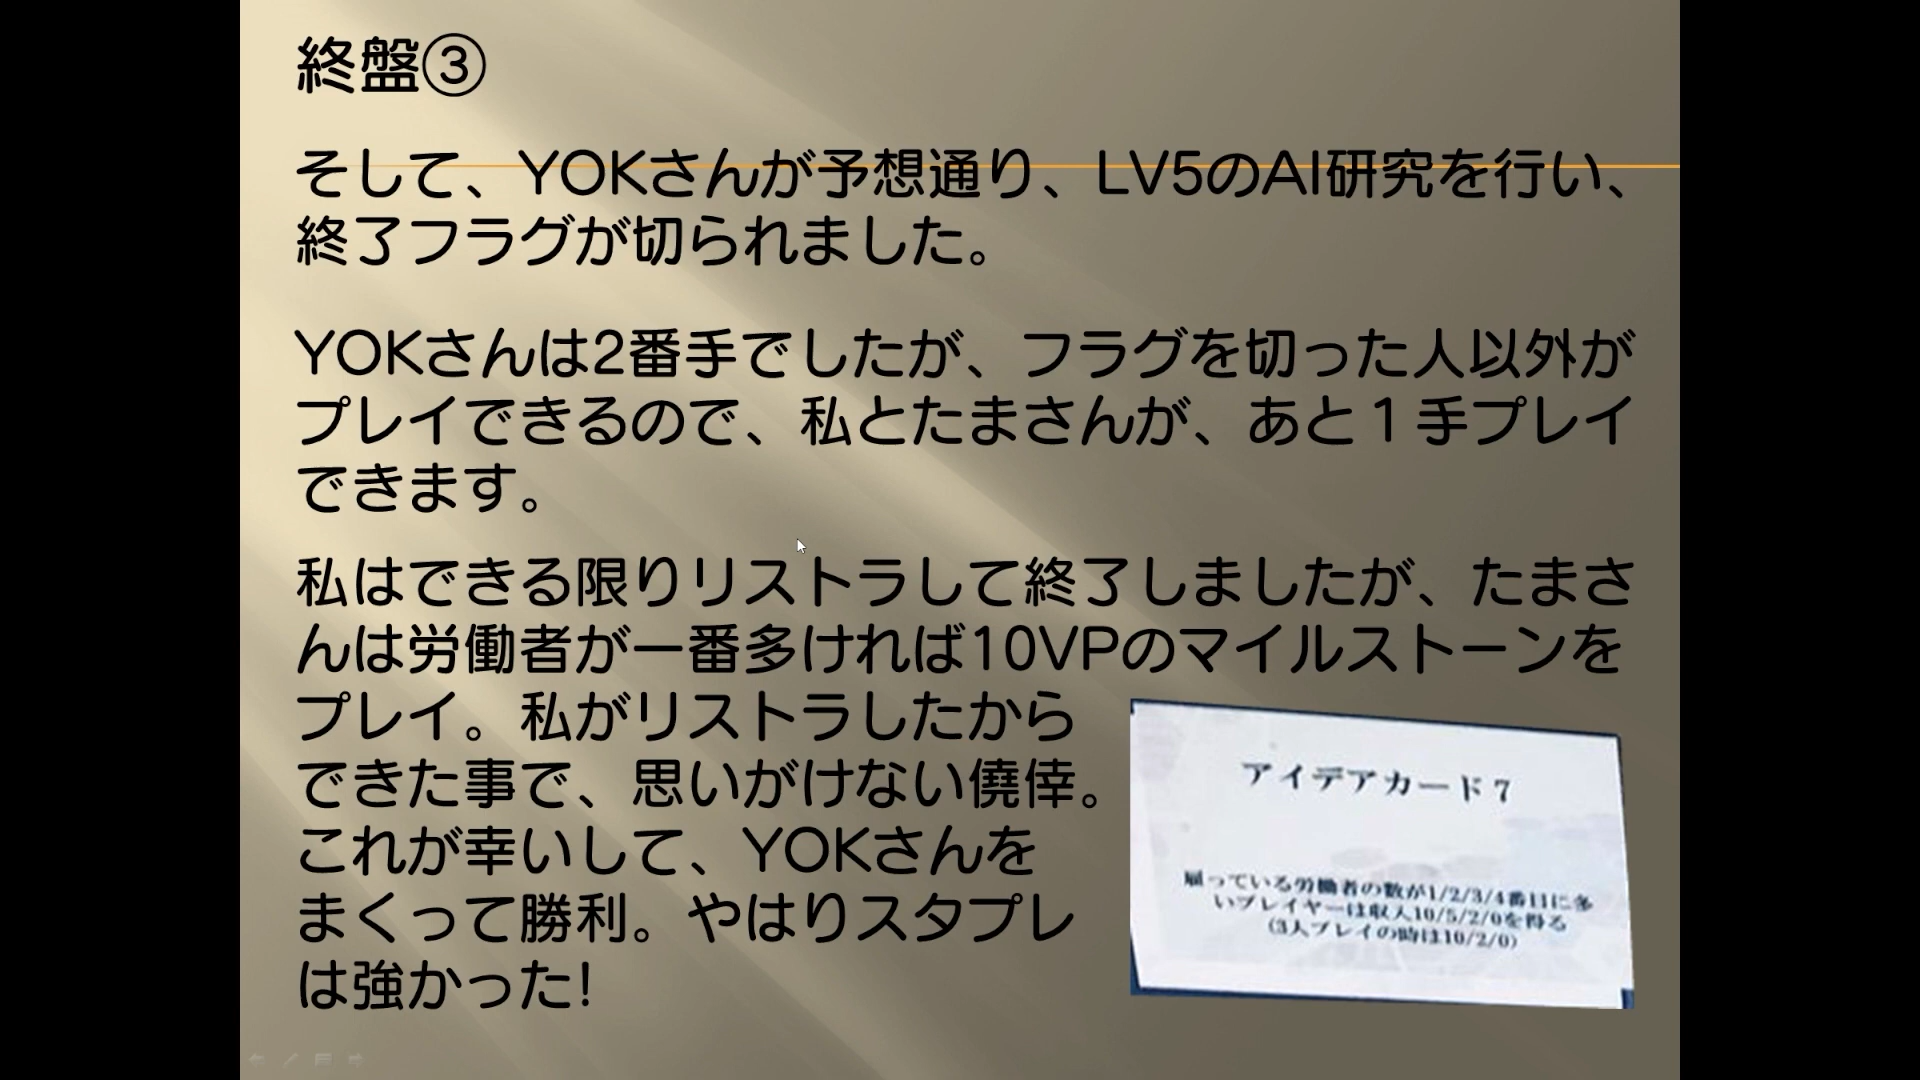 終盤③
そして、YOKさんが予想通り、LV5のAI研究を行い、
終了フラグが切られました。
YOKさんは2番手でしたが、フラグを切った人以外が
プレイできるので、私とたまさんが、あと１手プレイ
できます。
私はできる限りリストラして終了しましたが、たまさ
んは労働者が一番多ければ10VPのマイルストーンを
プレイ。私がリストラしたから
できた事で、思いがけない僥倖。
これが幸いして、YOKさんを
まくって勝利。やはりスタプレ
は強かった!
アイデアカード7
雇っている労働者の数が1/2/3/4番目に多
いプレイヤーは収入10/5/2/0を得る
(3人プレイの時は10/2/0)